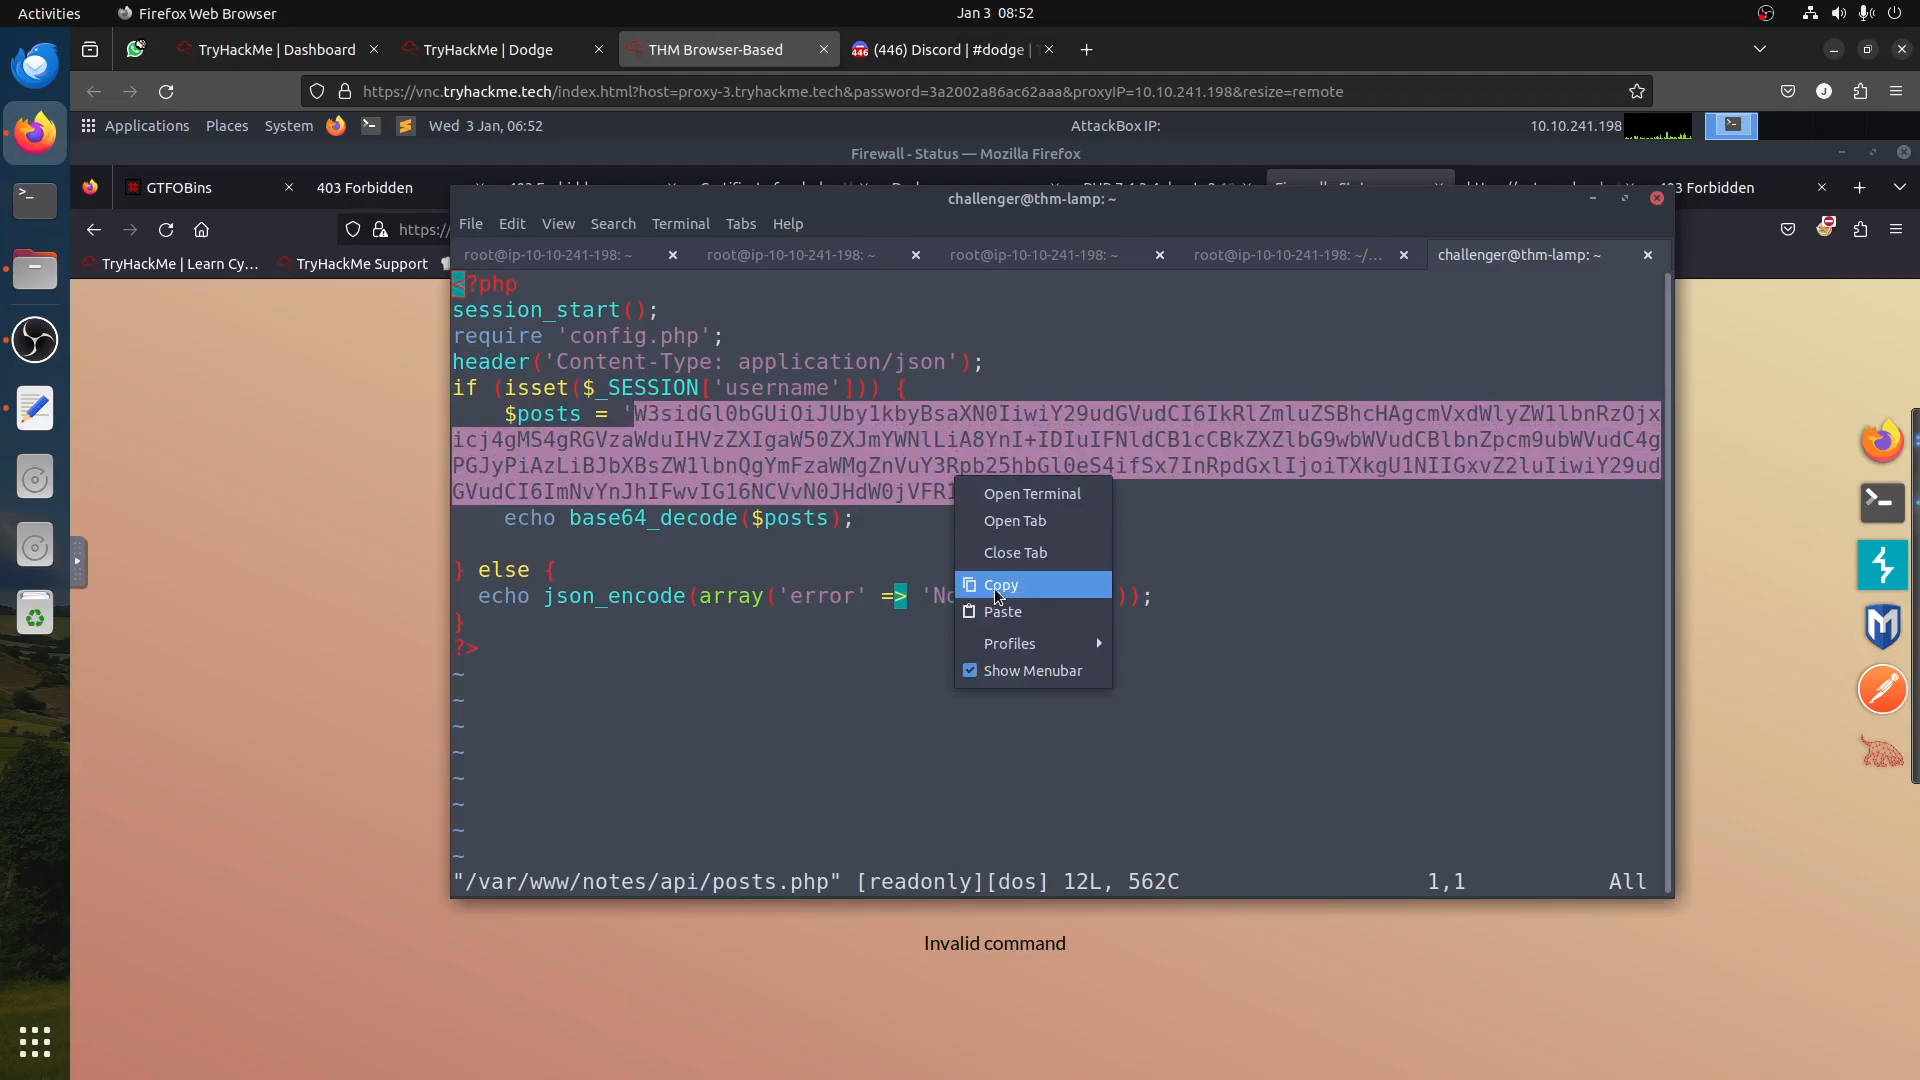 Activities Firefox Web Browser Jan 3 08:52
TryHackMe | Dashboard TryHackMe | Dodge THM Browser-Based (446) Discord | #dodge |
https://vnc.tryhackme.tech/index.html?host=proxy-3.tryhackme.tech&password=3a2002a86ac62aaa&proxyIP=10.10.241.198&resize=remote
Applications Places System Wed 3 Jan, 06:52 AttackBox IP: 10.10.241.198
Firewall - Status — Mozilla Firefox
GTFOBins 403 Forbidden 403 Forbidden
https://
challenger@thm-lamp: ~
File Edit View Search Terminal Tabs Help
TryHackMe | Learn Cy... TryHackMe Support
root@ip-10-10-241-198: ~ root@ip-10-10-241-198: ~ root@ip-10-10-241-198: ~ root@ip-10-10-241-198: ~/... challenger@thm-lamp: ~
<?php
session_start();
require 'config.php';
header('Content-Type: application/json');
if (isset($_SESSION['username'])) {
$posts = 'W3sidGl0bGUiOiJUby1kbyBsaXN0IiwiY29udGVudCI6IkRlZmluZSBhcHAgcmVxdWlyZW1lbnRzOjx
icj4gMS4gRGVzaWduIHVzZXIgaW50ZXJmYWNlLiA8YnI+IDIuIFNldCB1cCBkZXZlbG9wbWVudCBlbnZpcm9ubWVudC4g
PGJyPiAzLiBJbXBsZW1lbnQgYmFzaWMgZnVuY3Rpb25hbGl0eS4ifSx7InRpdGxlIjoiTXkgU1NIIGxvZ2luIiwiY29ud
echo base64_decode($posts);
} else {
echo json_encode(array('error' => ));
}
?>
~
~
~
~
~
~
~
~
"/var/www/notes/api/posts.php" [readonly][dos] 12L, 562C 1,1 All
Open Terminal
Open Tab
Close Tab
Copy
Paste
Profiles
Show Menubar
Invalid command